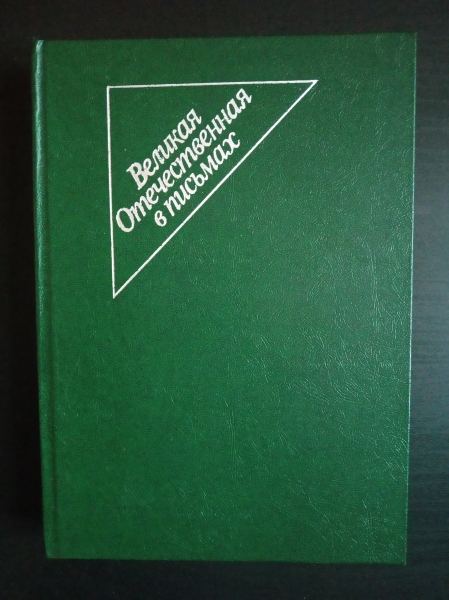 Великая
Отечественная
в письмах